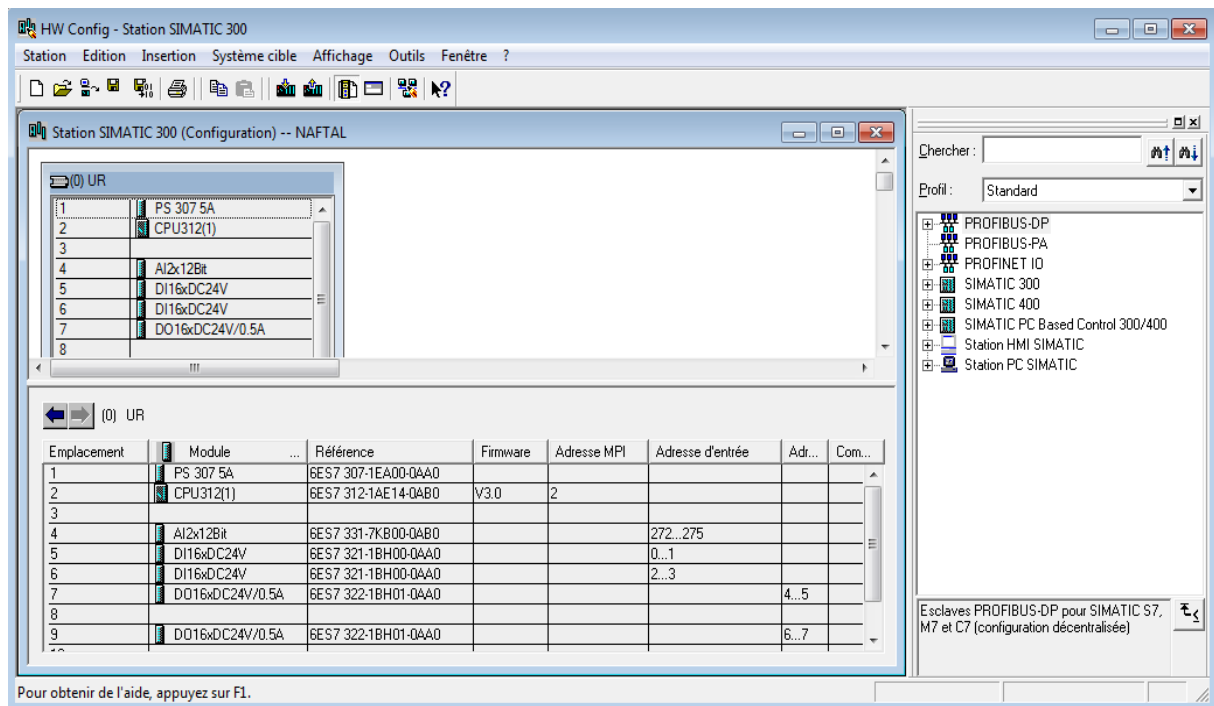 HW Config - Station SIMATIC 300
Station Edition Insertion Système cible Affichage Outils Fenêtre ?
Station SIMATIC 300 (Configuration) -- NAFTAL
(0) UR
1 PS 307 5A
2 CPU312(1)
3
4 AI2x12Bit
5 DI16xDC24V
6 DI16xDC24V
7 DO16xDC24V/0.5A
8
(0) UR
Emplacement Module ... Référence Firmware Adresse MPI Adresse d'entrée Adr... Com...
1 PS 307 5A 6ES7 307-1EA00-0AA0
2 CPU312(1) 6ES7 312-1AE14-0AB0 V3.0 2
3
4 AI2x12Bit 6ES7 331-7KB00-0AB0 272...275
5 DI16xDC24V 6ES7 321-1BH00-0AA0 0...1
6 DI16xDC24V 6ES7 321-1BH00-0AA0 2...3
7 DO16xDC24V/0.5A 6ES7 322-1BH01-0AA0 4...5
8
9 DO16xDC24V/0.5A 6ES7 322-1BH01-0AA0 6...7
Chercher :
Profil : Standard
PROFIBUS-DP
PROFIBUS-PA
PROFINET IO
SIMATIC 300
SIMATIC 400
SIMATIC PC Based Control 300/400
Station HMI SIMATIC
Station PC SIMATIC
Esclaves PROFIBUS-DP pour SIMATIC S7,
M7 et C7 (configuration décentralisée)
Pour obtenir de l'aide, appuyez sur F1.